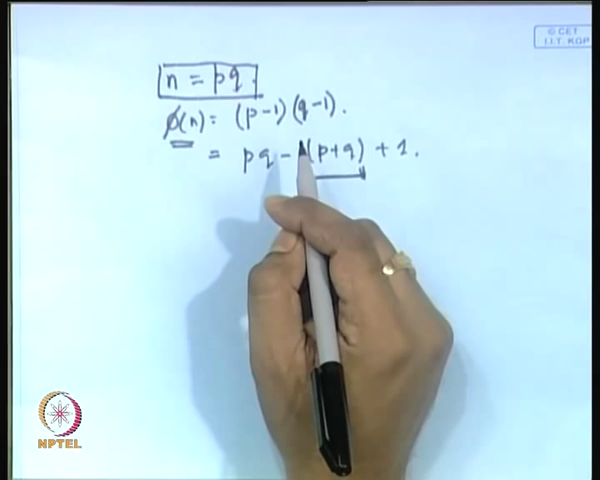 © CET
I.I.T. KGP
n = pq.
φ(n) = (p-1)(q-1).
= pq - (p+q) + 1.
NPTEL